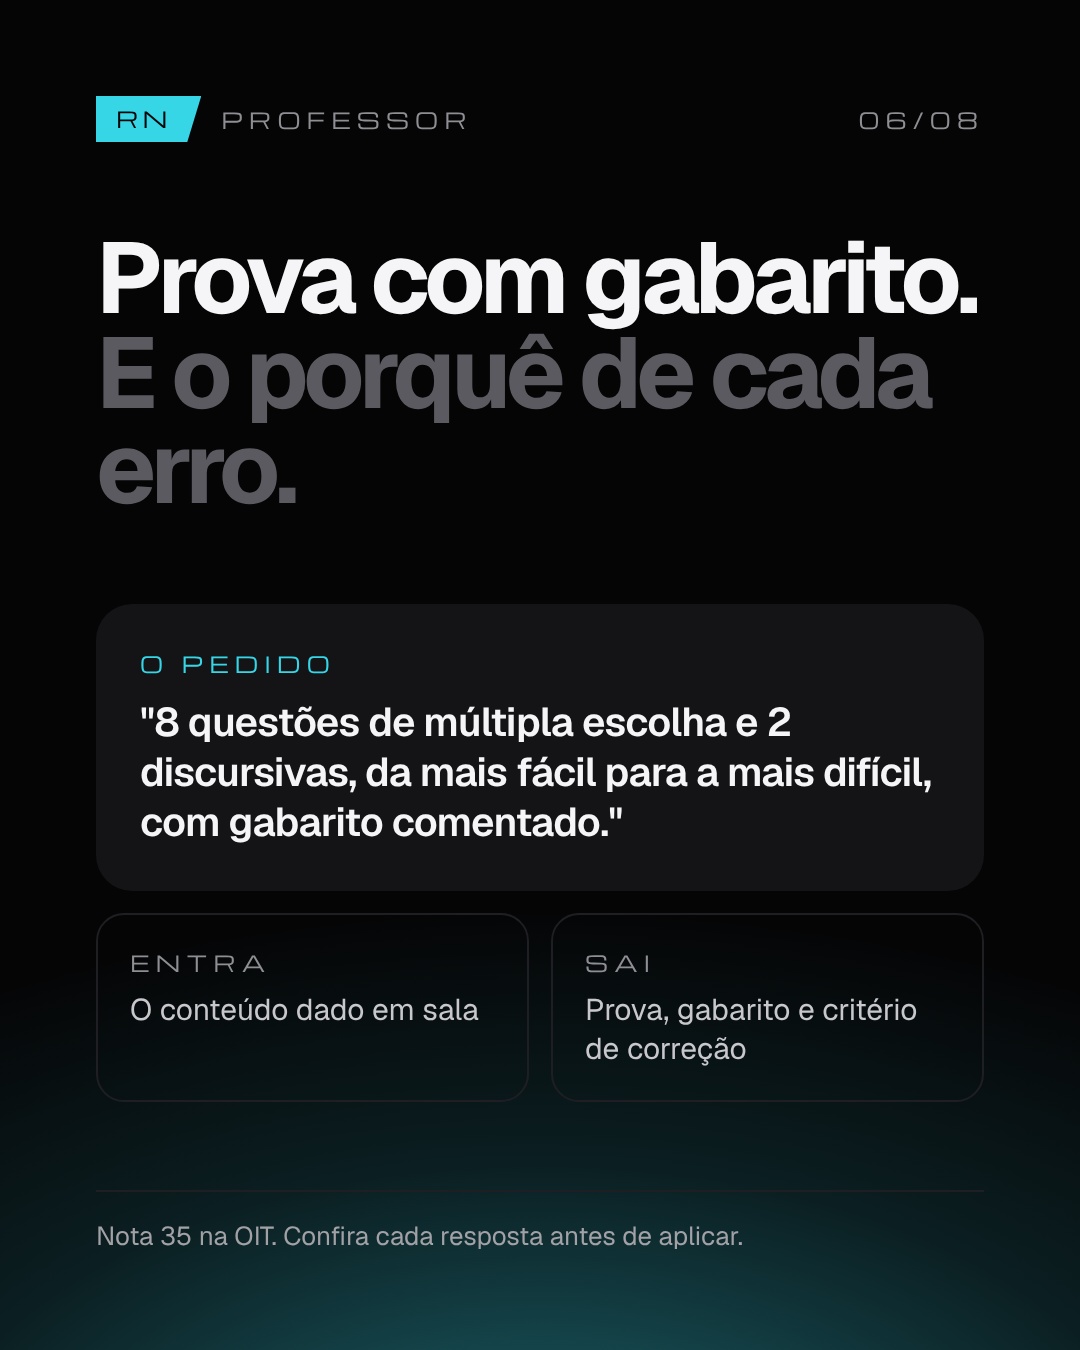 RN PROFESSOR 06/08
Prova com gabarito.
E o porquê de cada
erro.
O PEDIDO
"8 questões de múltipla escolha e 2
discursivas, da mais fácil para a mais difícil,
com gabarito comentado."
ENTRA
O conteúdo dado em sala
SAI
Prova, gabarito e critério
de correção
Nota 35 na OIT. Confira cada resposta antes de aplicar.